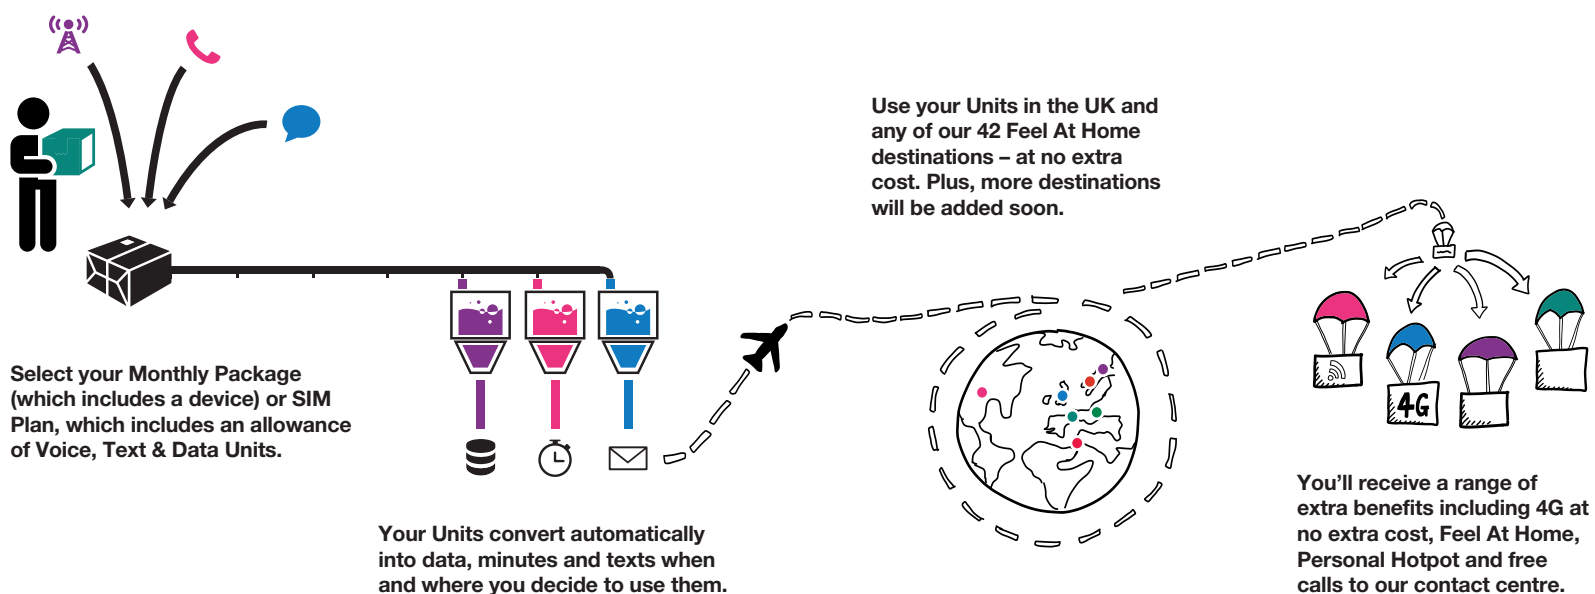 Select your Monthly Package
(which includes a device) or SIM
Plan, which includes an allowance
of Voice, Text & Data Units.
Your Units convert automatically
into data, minutes and texts when
and where you decide to use them.
Use your Units in the UK and
any of our 42 Feel At Home
destinations – at no extra
cost. Plus, more destinations
will be added soon.
4G
You’ll receive a range of
extra benefits including 4G at
no extra cost, Feel At Home,
Personal Hotpot and free
calls to our contact centre.